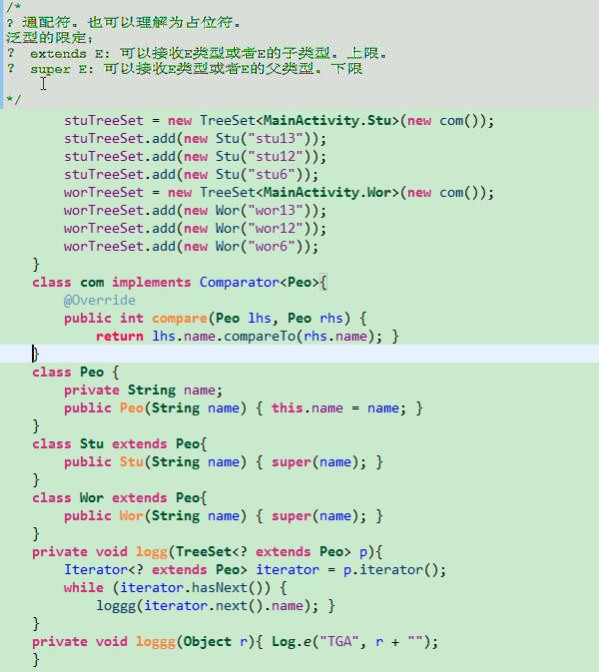 /*
? 通配符。也可以理解为占位符。
泛型的限定；
?  extends E: 可以接收E类型或者E的子类型。上限。
?  super E: 可以接收E类型或者E的父类型。下限
*/
stuTreeSet = new TreeSet<MainActivity.Stu>(new com());
stuTreeSet.add(new Stu("stu13"));
stuTreeSet.add(new Stu("stu12"));
stuTreeSet.add(new Stu("stu6"));
worTreeSet = new TreeSet<MainActivity.Wor>(new com());
worTreeSet.add(new Wor("wor13"));
worTreeSet.add(new Wor("wor12"));
worTreeSet.add(new Wor("wor6"));
}
class com implements Comparator<Peo>{
@Override
public int compare(Peo lhs, Peo rhs) {
return lhs.name.compareTo(rhs.name); }
}
class Peo {
private String name;
public Peo(String name) { this.name = name; }
}
class Stu extends Peo{
public Stu(String name) { super(name); }
}
class Wor extends Peo{
public Wor(String name) { super(name); }
}
private void logg(TreeSet<? extends Peo> p){
Iterator<? extends Peo> iterator = p.iterator();
while (iterator.hasNext()) {
loggg(iterator.next().name); }
}
private void loggg(Object r){ Log.e("TGA", r + "");
}